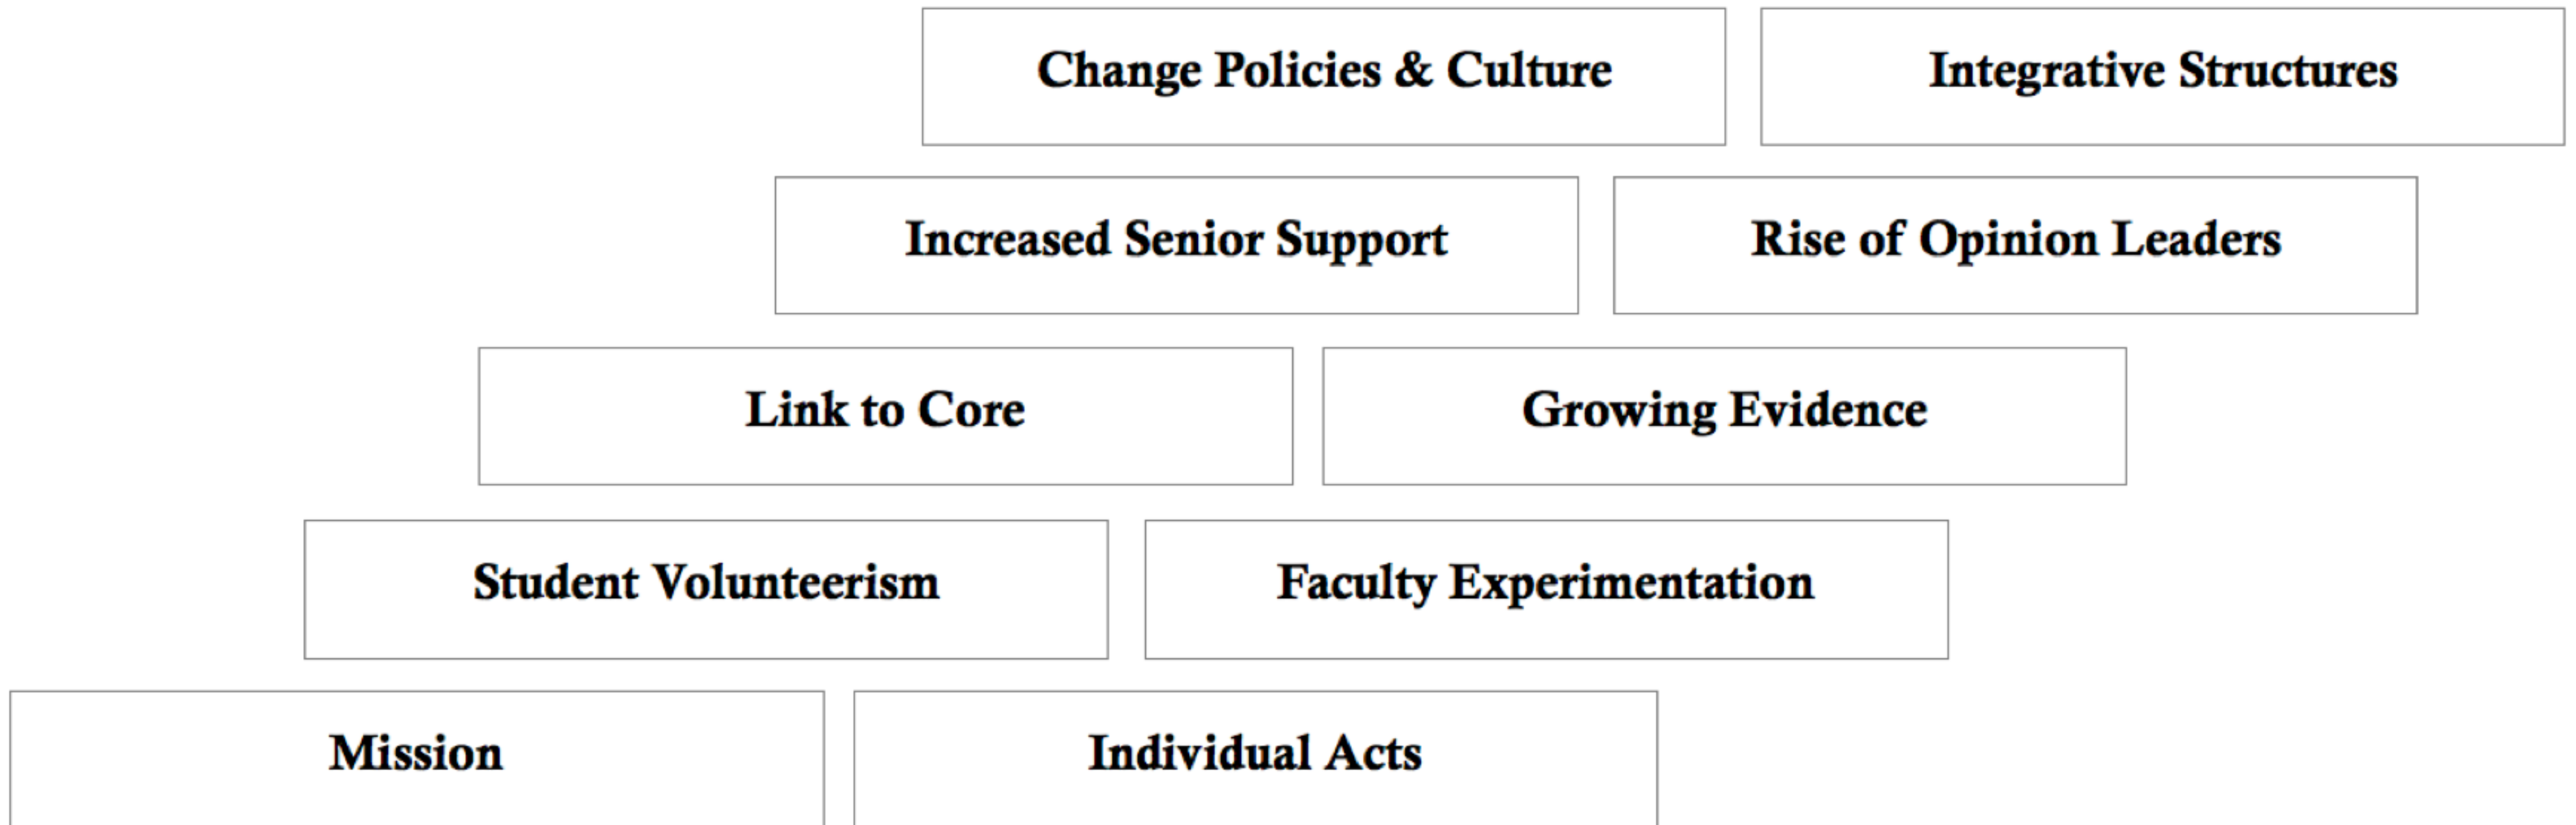 Change Policies & Culture
Integrative Structures
Increased Senior Support
Rise of Opinion Leaders
Link to Core
Growing Evidence
Student Volunteerism
Faculty Experimentation
Mission
Individual Acts